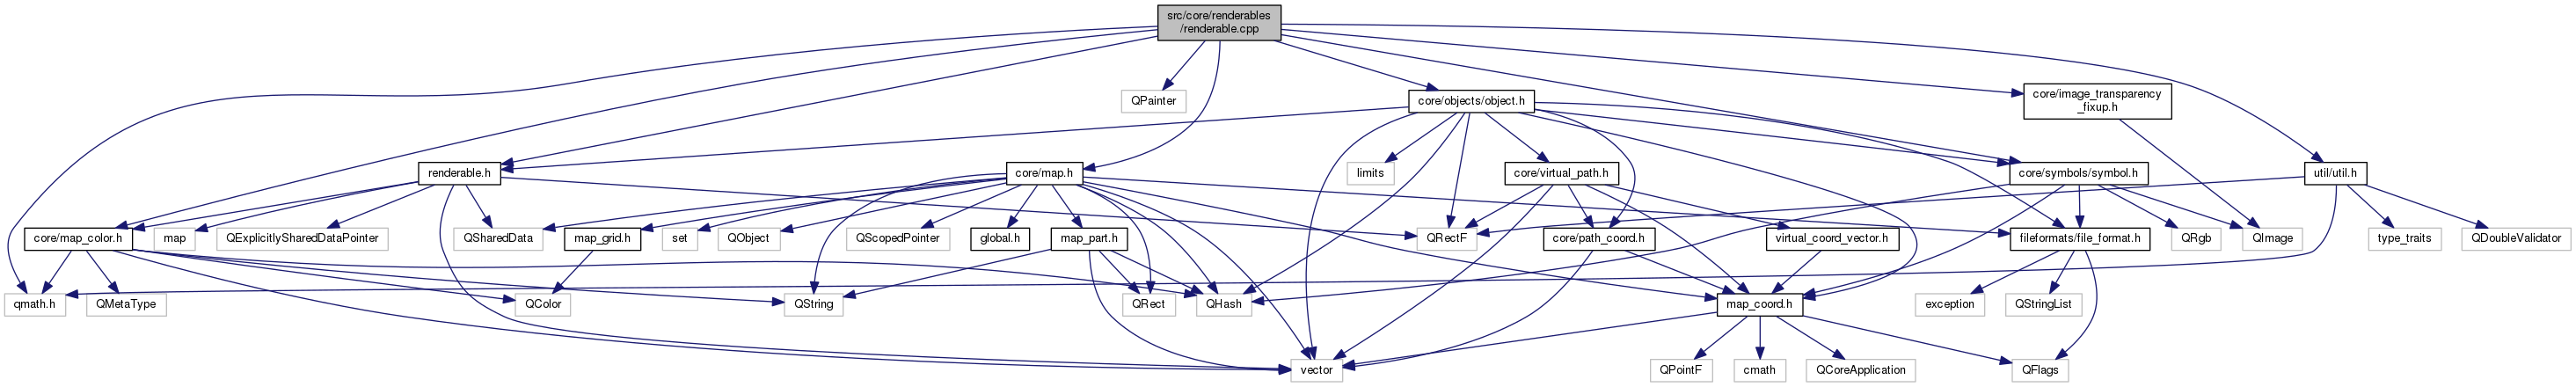 src/core/renderables
/renderable.cpp
QPainter
core/objects/object.h
core/image_transparency
_fixup.h
renderable.h
core/map.h
limits
core/virtual_path.h
core/symbols/symbol.h
util/util.h
core/map_color.h
map
QExplicitlySharedDataPointer
QSharedData
map_grid.h
set
QObject
QScopedPointer
global.h
map_part.h
QRectF
core/path_coord.h
virtual_coord_vector.h
fileformats/file_format.h
QRgb
QImage
type_traits
QDoubleValidator
qmath.h
QMetaType
QColor
QString
QRect
QHash
map_coord.h
exception
QStringList
vector
QPointF
cmath
QCoreApplication
QFlags